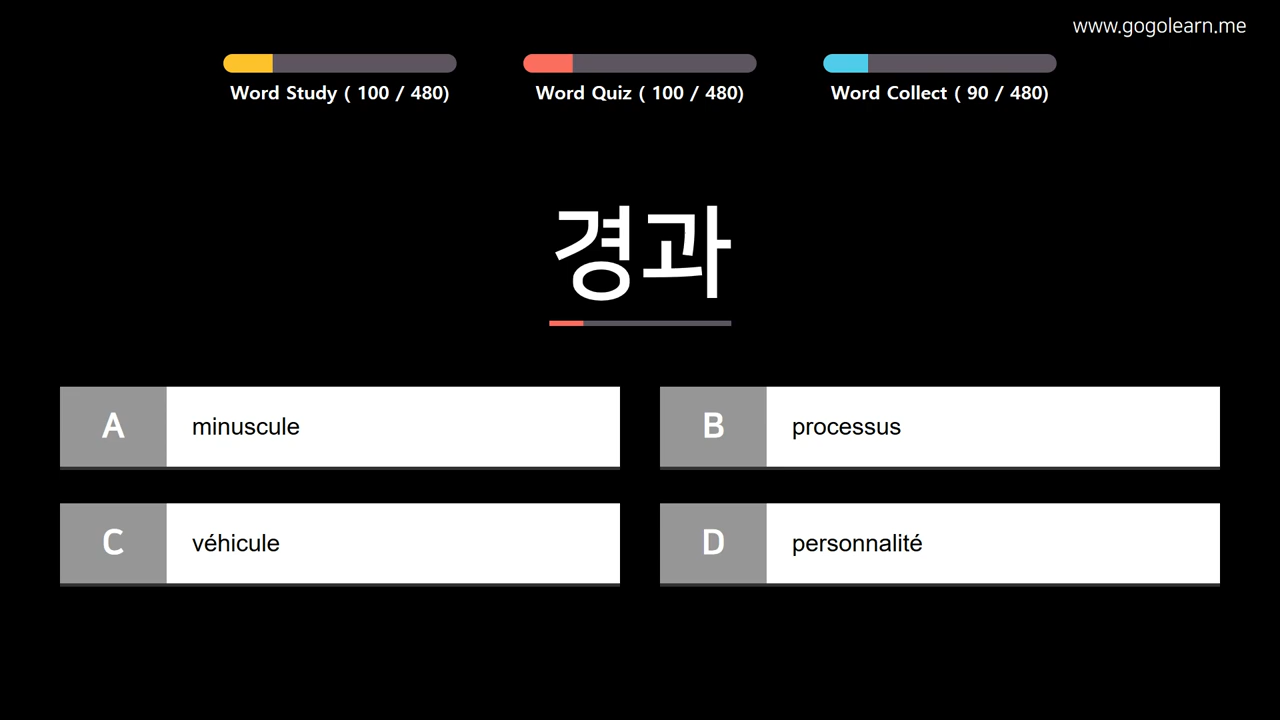 www.gogolearn.me
Word Study ( 100 / 480)
Word Quiz ( 100 / 480)
Word Collect ( 90 / 480)
경과
A minuscule
B processus
C véhicule
D personnalité